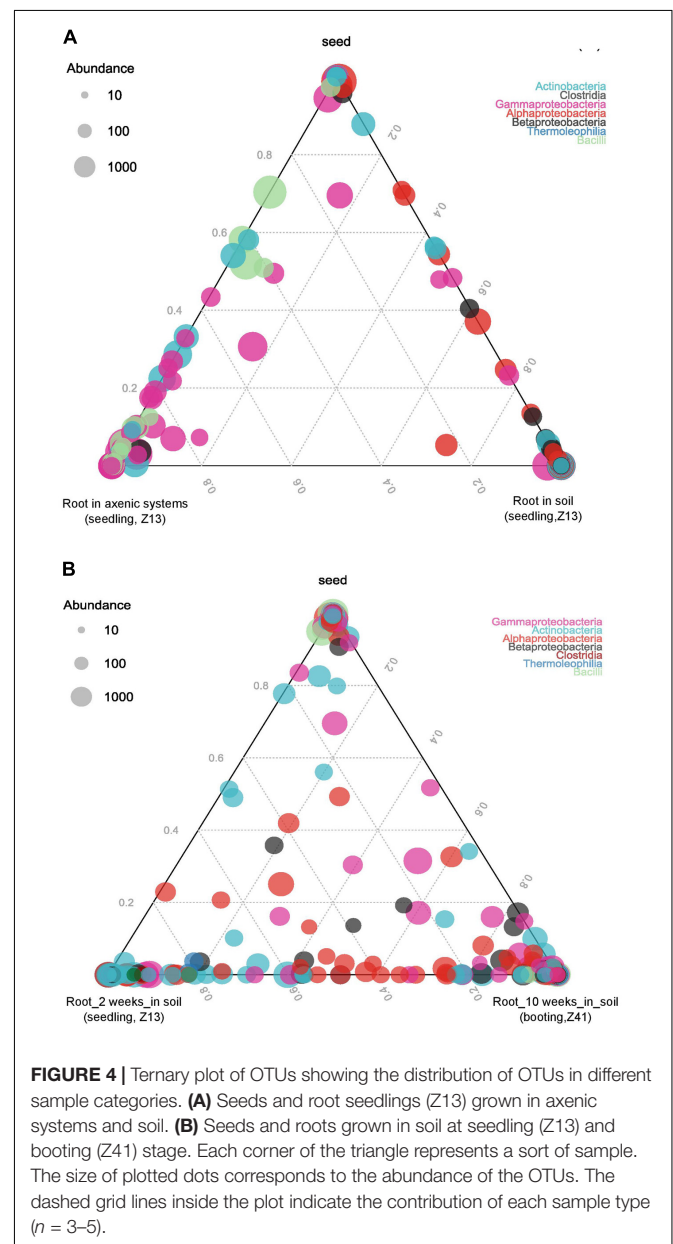 A
seed
Abundance
10
100
1000
Actinobacteria
Clostridia
Gammaproteobacteria
Alphaproteobacteria
Betaproteobacteria
Thermoleophilia
Bacilli
0.8
0.6
0.4
0.2
0.2
0.4
0.6
0.8
0.8
0.6
0.4
0.2
Root in axenic systems
(seedling, Z13)
Root in soil
(seedling,Z13)
B
seed
Abundance
10
100
1000
Gammaproteobacteria
Actinobacteria
Alphaproteobacteria
Betaproteobacteria
Clostridia
Thermoleophilia
Bacilli
0.8
0.6
0.4
0.2
0.2
0.4
0.6
0.8
0.8
0.6
0.4
0.2
Root_2 weeks_in soil
(seedling, Z13)
Root_10 weeks_in_soil
(booting,Z41)
FIGURE 4 | Ternary plot of OTUs showing the distribution of OTUs in different
sample categories. (A) Seeds and root seedlings (Z13) grown in axenic
systems and soil. (B) Seeds and roots grown in soil at seedling (Z13) and
booting (Z41) stage. Each corner of the triangle represents a sort of sample.
The size of plotted dots corresponds to the abundance of the OTUs. The
dashed grid lines inside the plot indicate the contribution of each sample type
(n = 3–5).